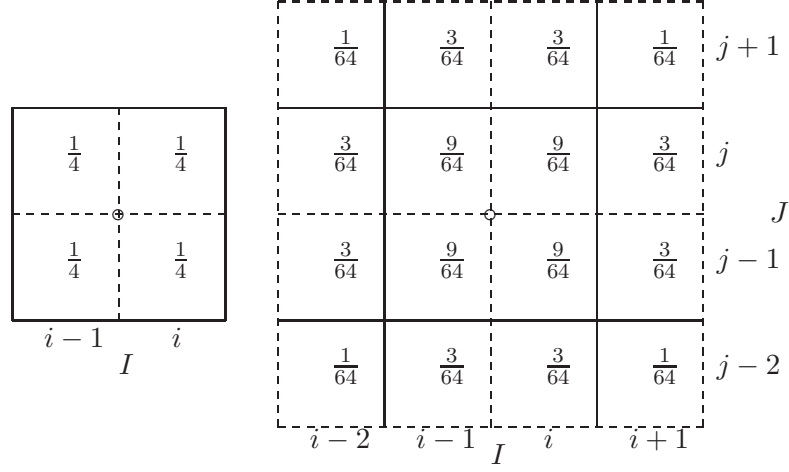 1/4 1/4
1/4 1/4
i − 1 i
I
1/64 3/64 3/64 1/64 j + 1
3/64 9/64 9/64 3/64 j
J
3/64 9/64 9/64 3/64 j − 1
1/64 3/64 3/64 1/64 j − 2
i − 2 i − 1 i i + 1
I